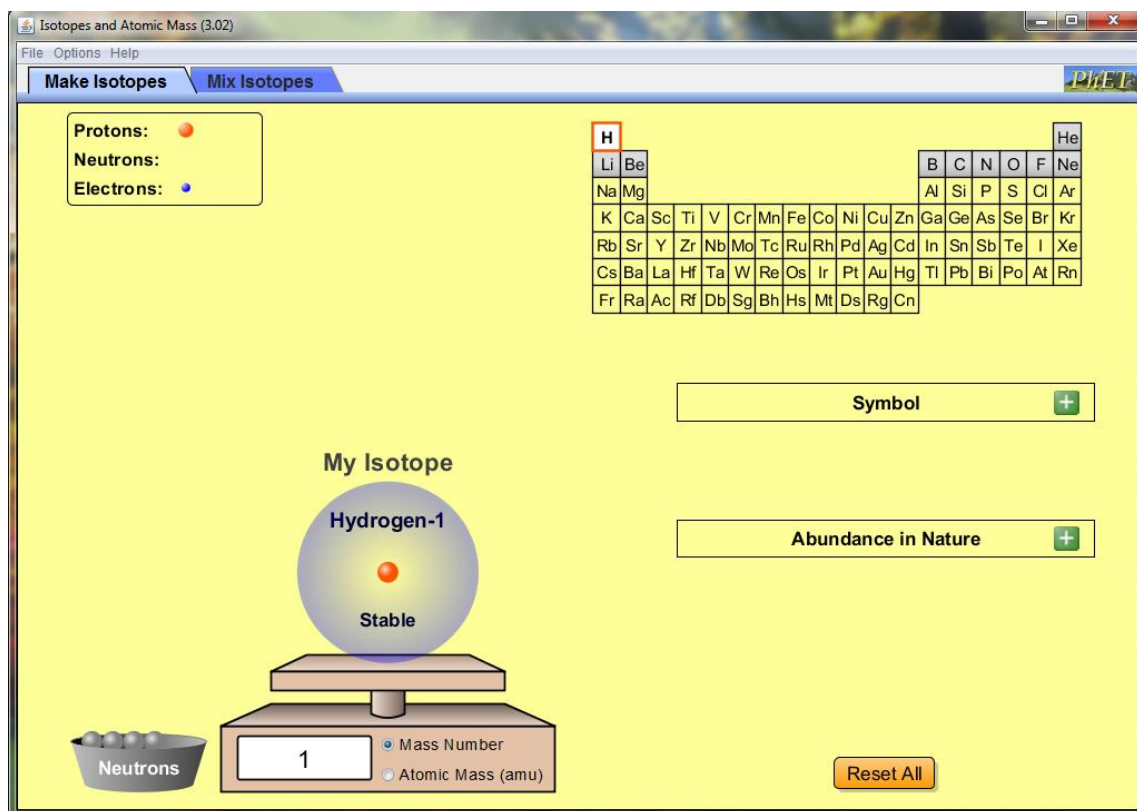 Isotopes and Atomic Mass (3.02)
File Options Help
Make Isotopes Mix Isotopes
PhET
Protons:
Neutrons:
Electrons:
H He
Li Be B C N O F Ne
Na Mg Al Si P S Cl Ar
K Ca Sc Ti V Cr Mn Fe Co Ni Cu Zn Ga Ge As Se Br Kr
Rb Sr Y Zr Nb Mo Tc Ru Rh Pd Ag Cd In Sn Sb Te I Xe
Cs Ba La Hf Ta W Re Os Ir Pt Au Hg Tl Pb Bi Po At Rn
Fr Ra Ac Rf Db Sg Bh Hs Mt Ds Rg Cn
Symbol
My Isotope
Hydrogen-1
Abundance in Nature
Stable
Neutrons
1
Mass Number
Atomic Mass (amu)
Reset All